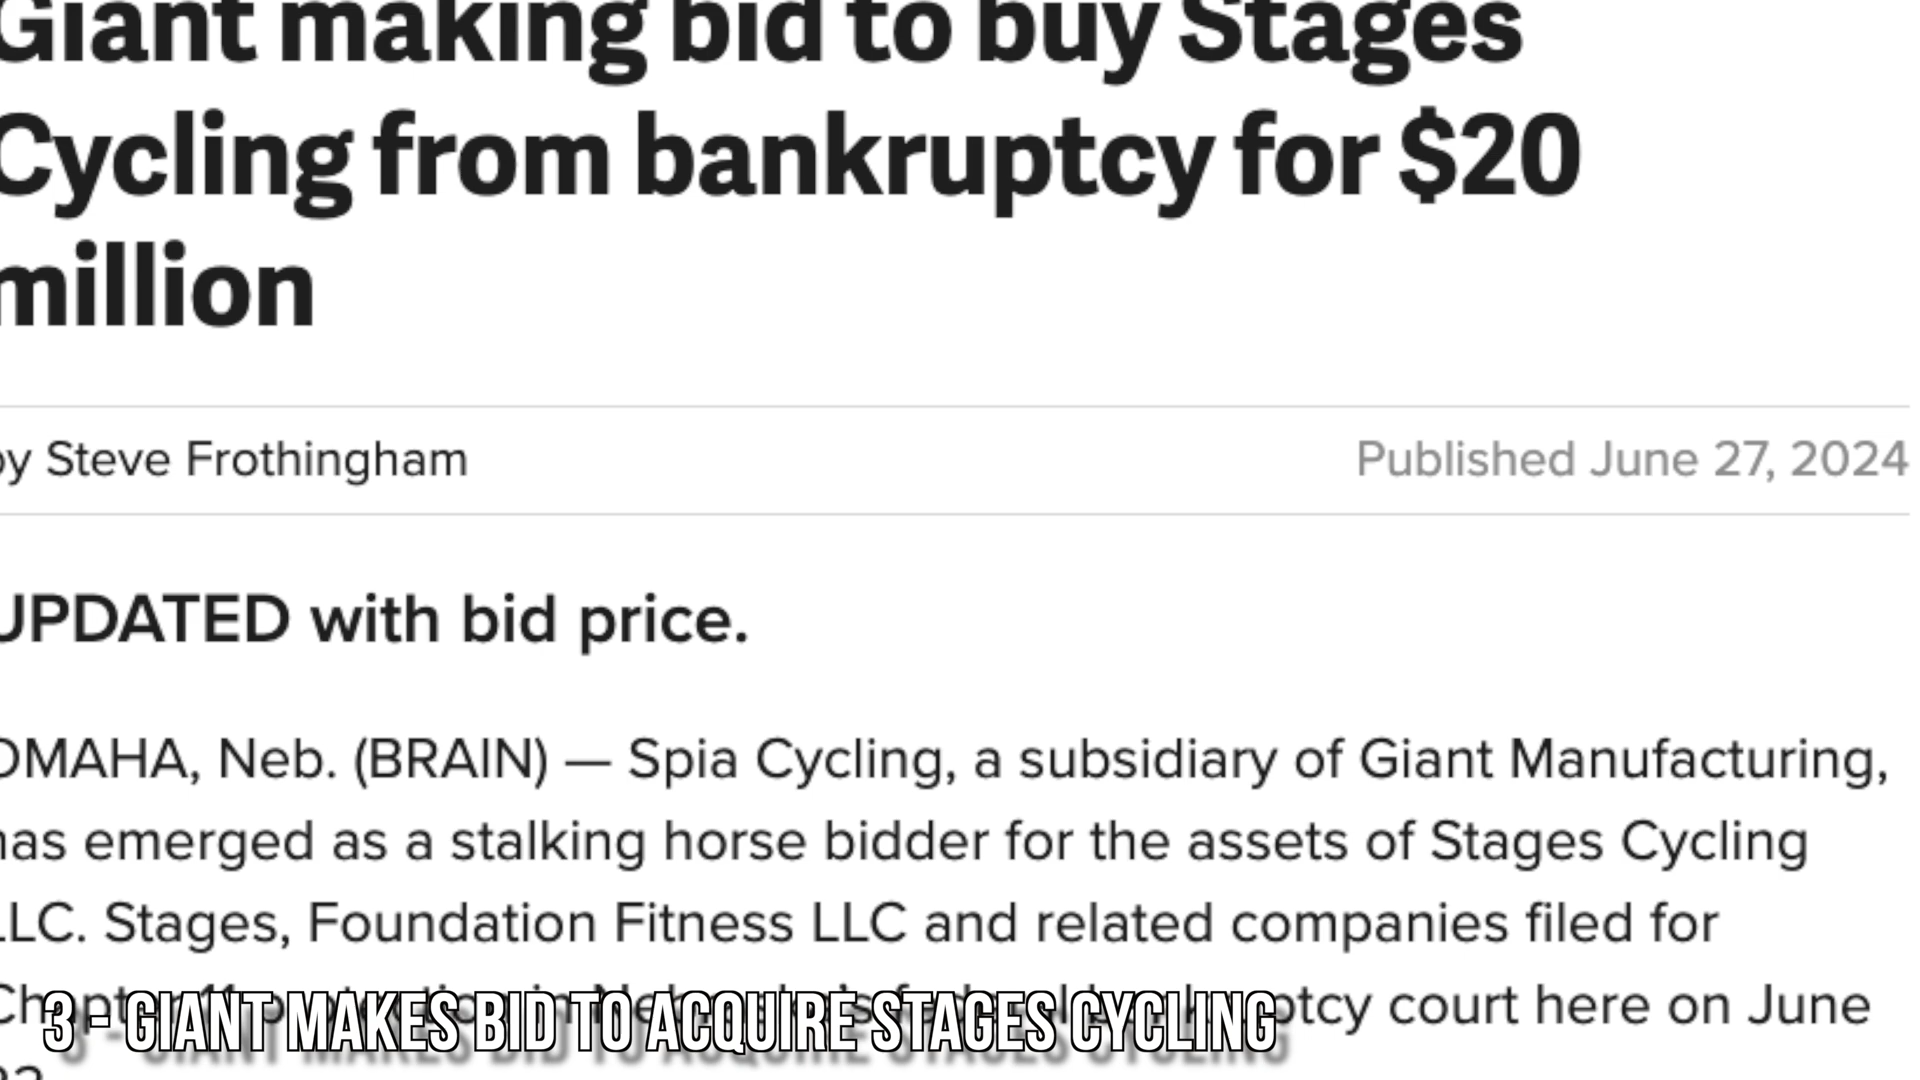 Giant making bid to buy Stages
Cycling from bankruptcy for $20
million
by Steve Frothingham
Published June 27, 2024
UPDATED with bid price.
OMAHA, Neb. (BRAIN) — Spia Cycling, a subsidiary of Giant Manufacturing,
has emerged as a stalking horse bidder for the assets of Stages Cycling
LLC. Stages, Foundation Fitness LLC and related companies filed for
court here on June
3 - GIANT MAKES BID TO ACQUIRE STAGES CYCLING